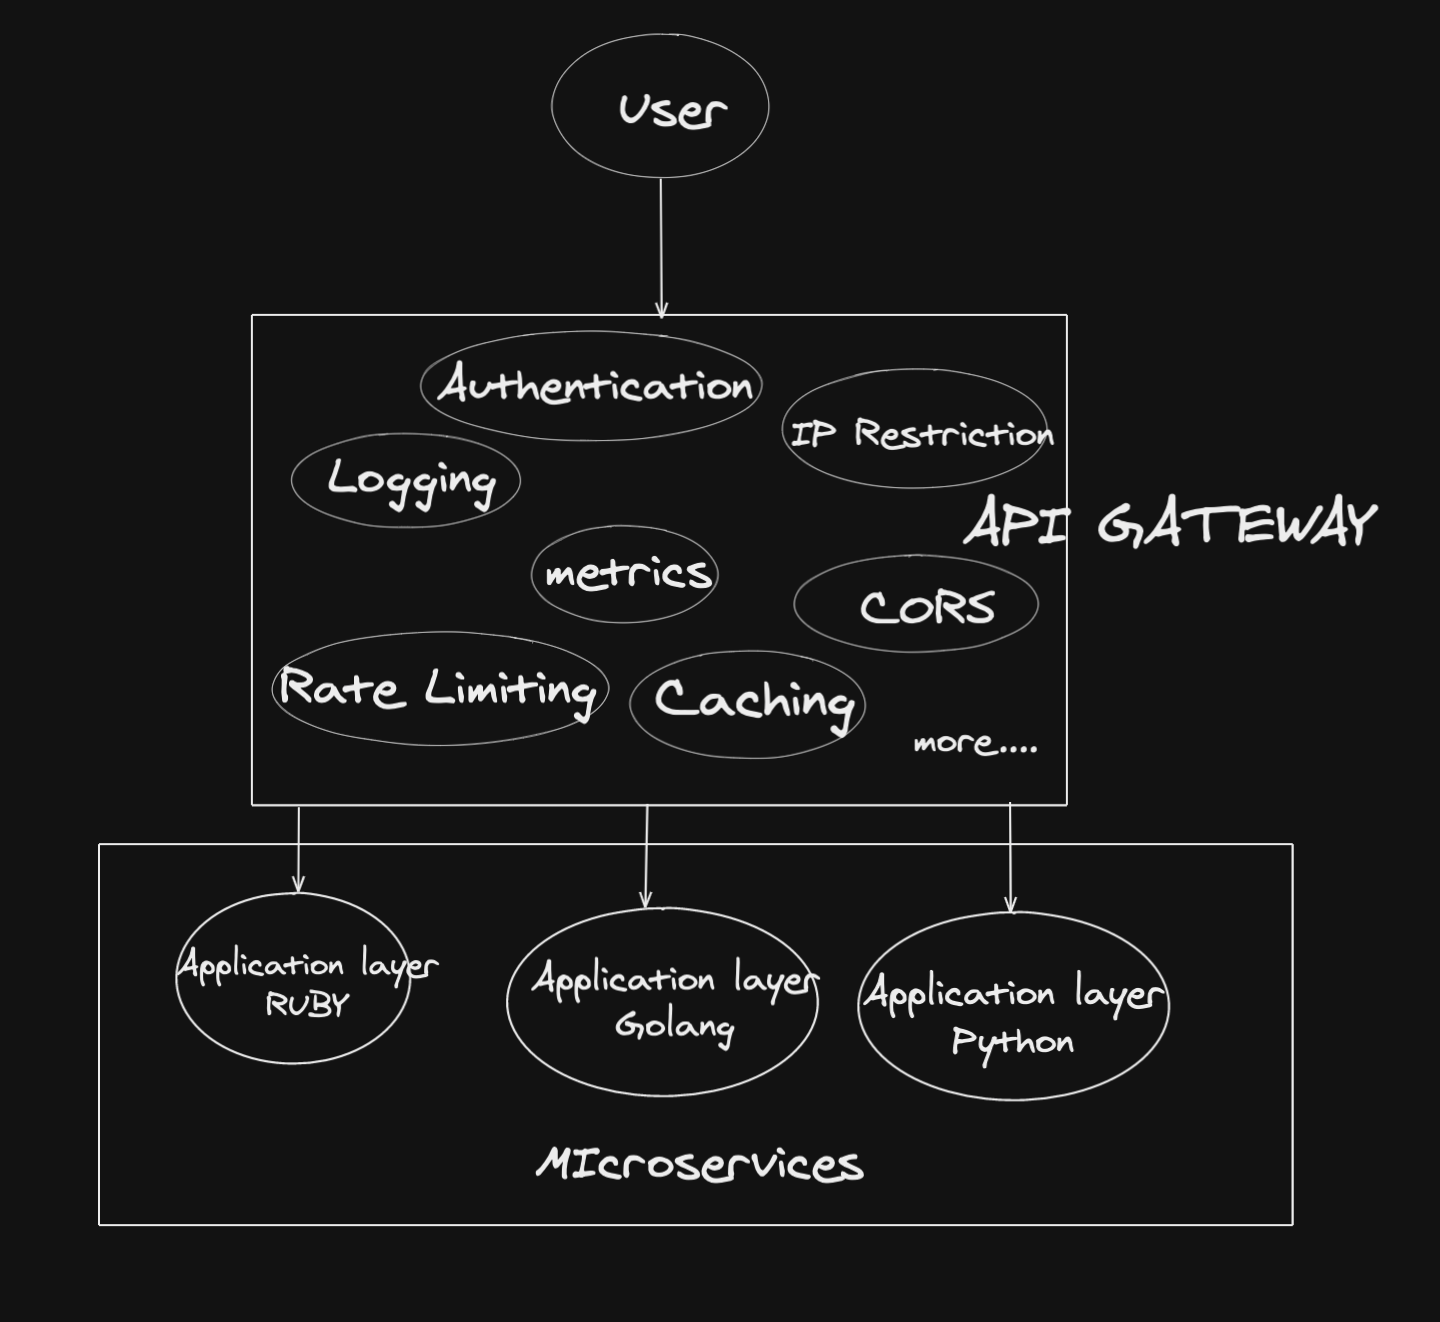 User
Authentication
IP Restriction
Logging
API GATEWAY
metrics
CORS
Rate Limiting
Caching
more....
Application layer
RUBY
Application layer
Golang
Application layer
Python
MIcroservices